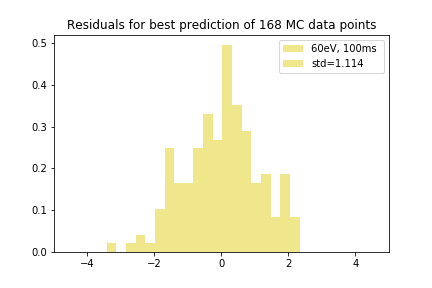 Residuals for best prediction of 168 MC data points
60eV, 100ms
std=1.114
0.5
0.4
0.3
0.2
0.1
0.0
−4 −2 0 2 4